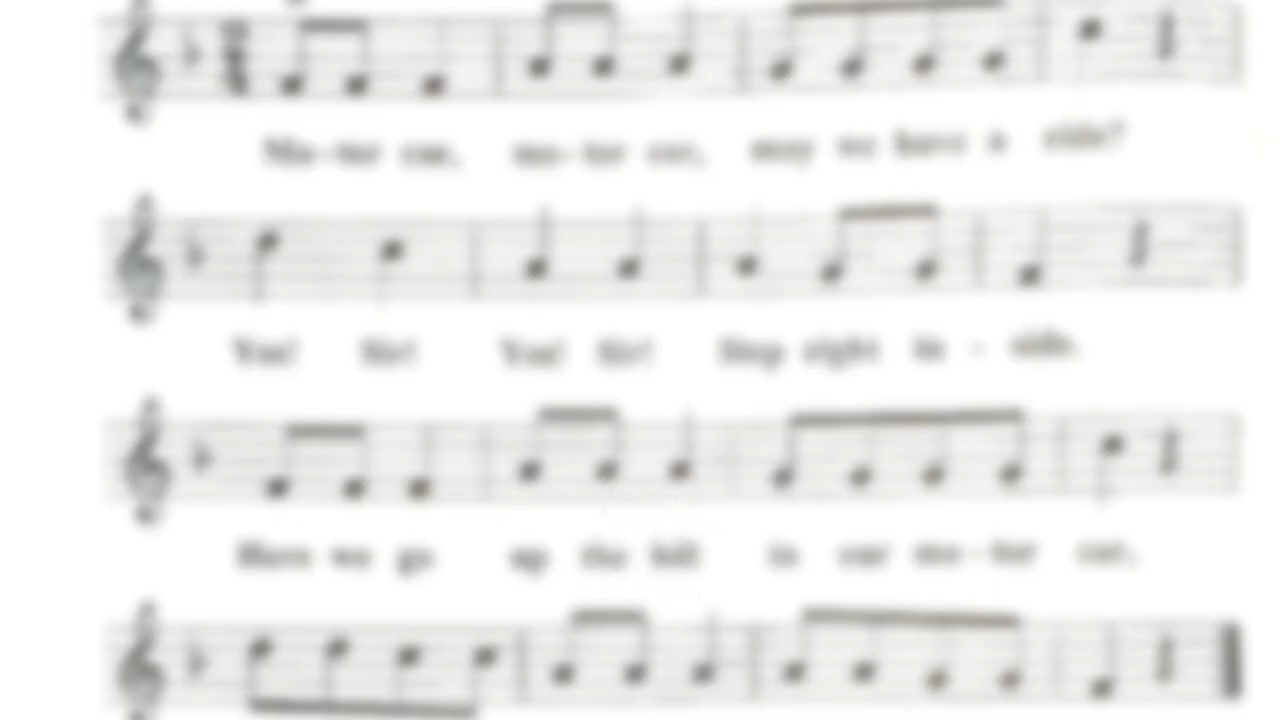 Mo-tor car, mo-tor car, may we have a ride?
Yes! Sir! Yes! Sir! Step right in - side.
Here we go up the hill in our mo-tor car,